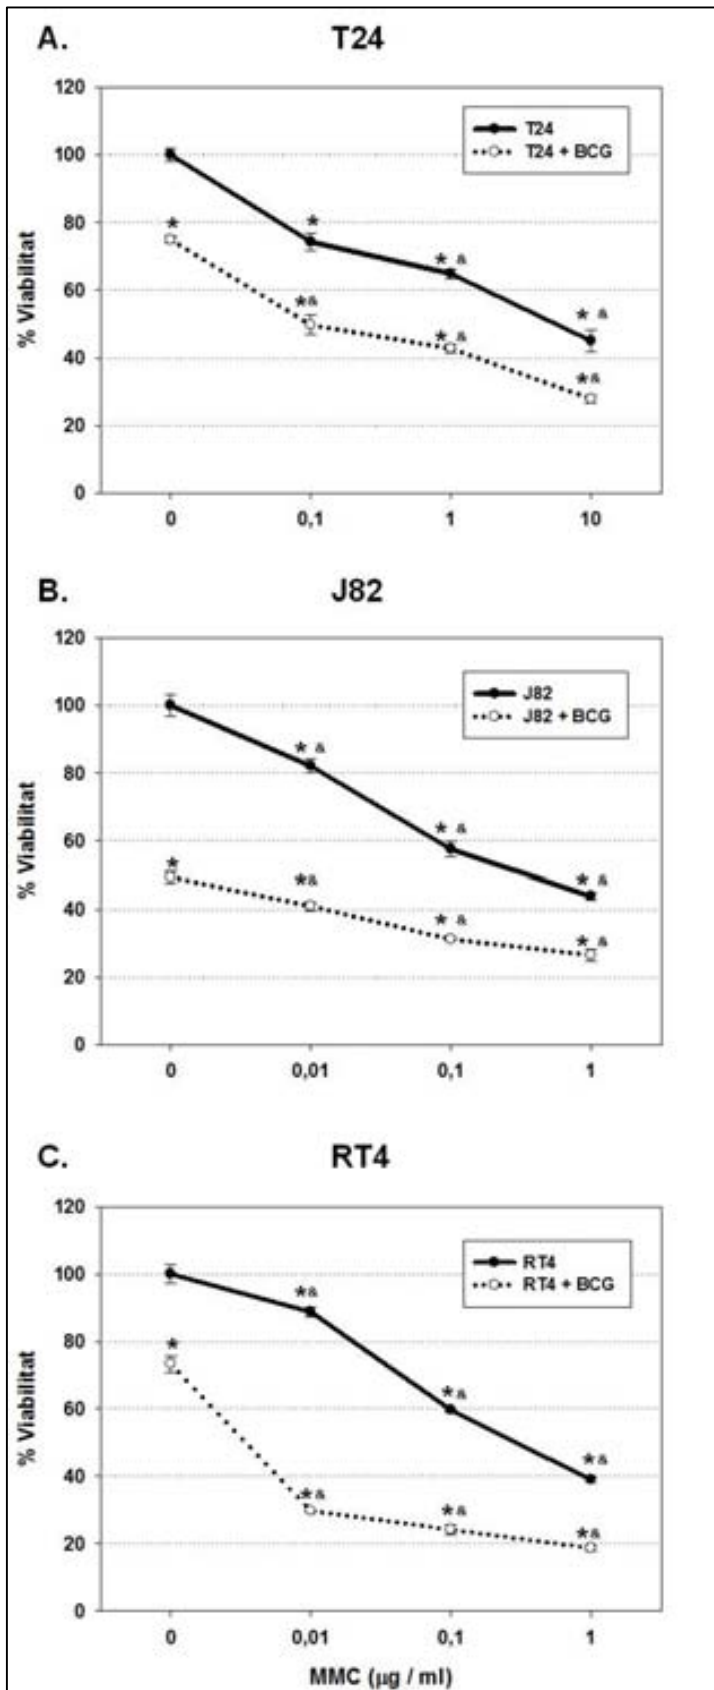 A. T24
120
T24
T24 + BCG
100
80
*
*
* &
% Viabilitat
60
*&
* &
* &
40
*&
20
0
0 0,1 1 10
B. J82
120
J82
J82 + BCG
100
* &
80
% Viabilitat
60
* &
*
*&
* &
40
* &
* &
20
0
0 0,01 0,1 1
C. RT4
120
RT4
RT4 + BCG
100
*&
80
*
% Viabilitat
60
*&
*&
40
*&
*&
20
*&
0
0 0,01 0,1 1
MMC (µg / ml)